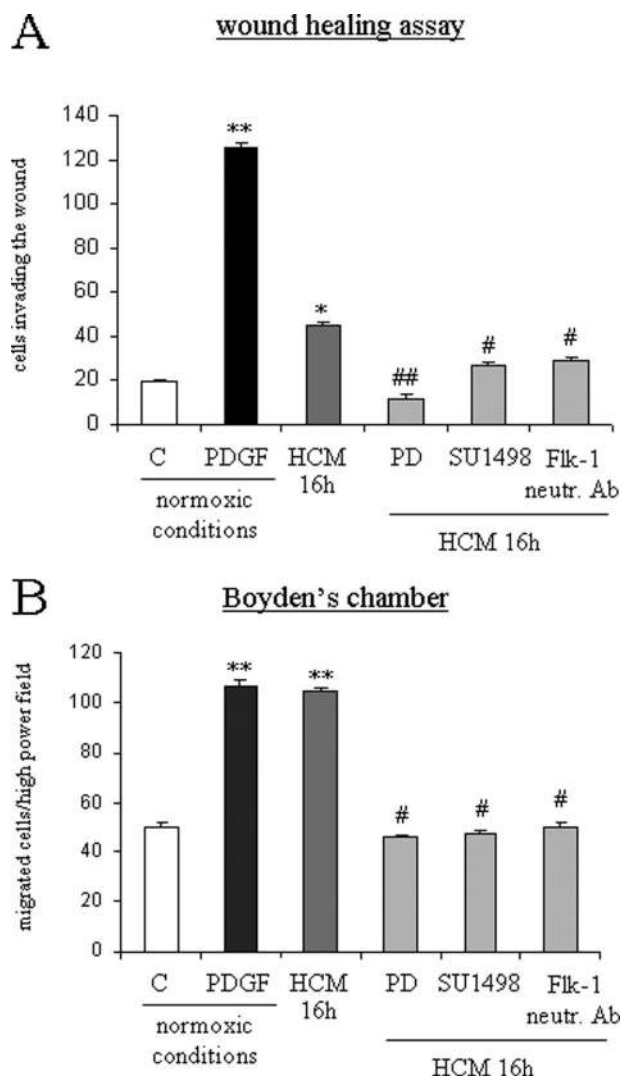 A
wound healing assay
cells invading the wound
140
120
100
80
60
40
20
0
**
*
##
#
#
C PDGF HCM 16h PD SU1498 Flk-1 neutr. Ab
normoxic conditions
HCM 16h
B
Boyden’s chamber
migrated cells/high power field
120
100
80
60
40
20
0
**
**
#
#
#
C PDGF HCM 16h PD SU1498 Flk-1 neutr. Ab
normoxic conditions
HCM 16h